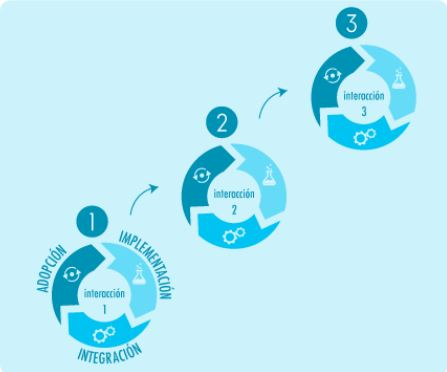 3
interacción
3
2
interacción
2
1
ADOPCIÓN
IMPLEMENTACIÓN
interacción
1
INTEGRACIÓN